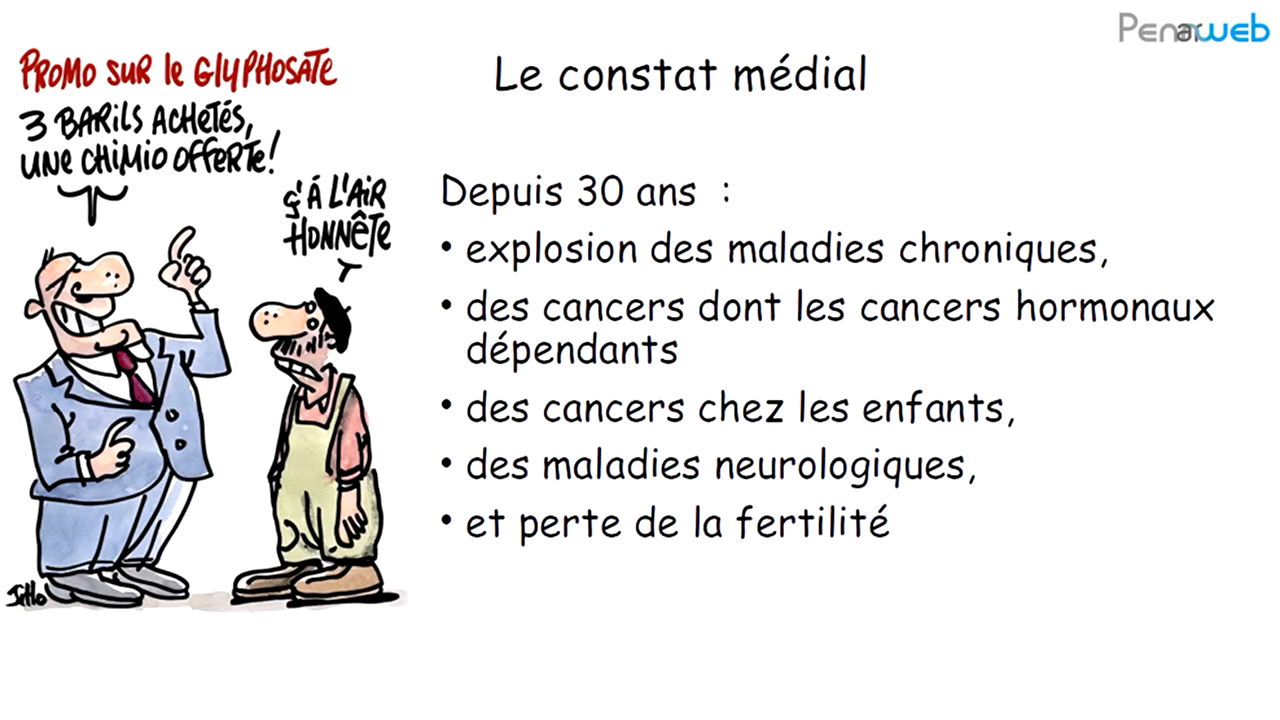 Penarweb
PROMO SUR le GLYPHOSATE
3 BARILS ACHETÉS,
UNE CHIMIO OFFERTE!
ç'À L'AIR
HONNÊTE
Le constat médial
Depuis 30 ans :
• explosion des maladies chroniques,
• des cancers dont les cancers hormonaux
dépendants
• des cancers chez les enfants,
• des maladies neurologiques,
• et perte de la fertilité